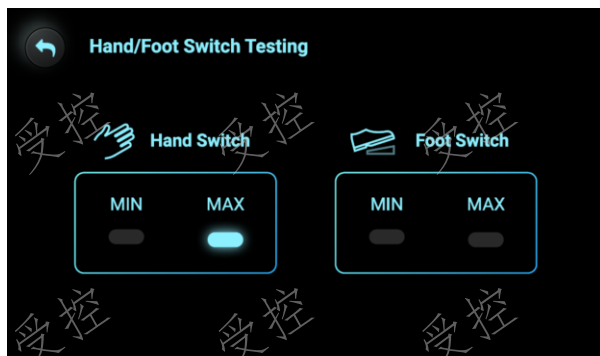 Hand/Foot Switch Testing
受控 受控 受控
Hand Switch Foot Switch
MIN MAX MIN MAX
受控 受控 受控